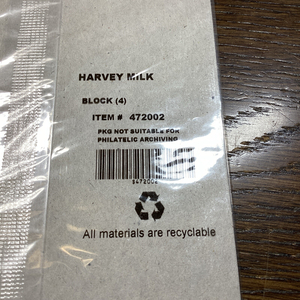 HARVEY MILK
BLOCK (4)
ITEM # 472002
PKG NOT SUITABLE FOR
PHILATELIC ARCHIVING
All materials are recyclable